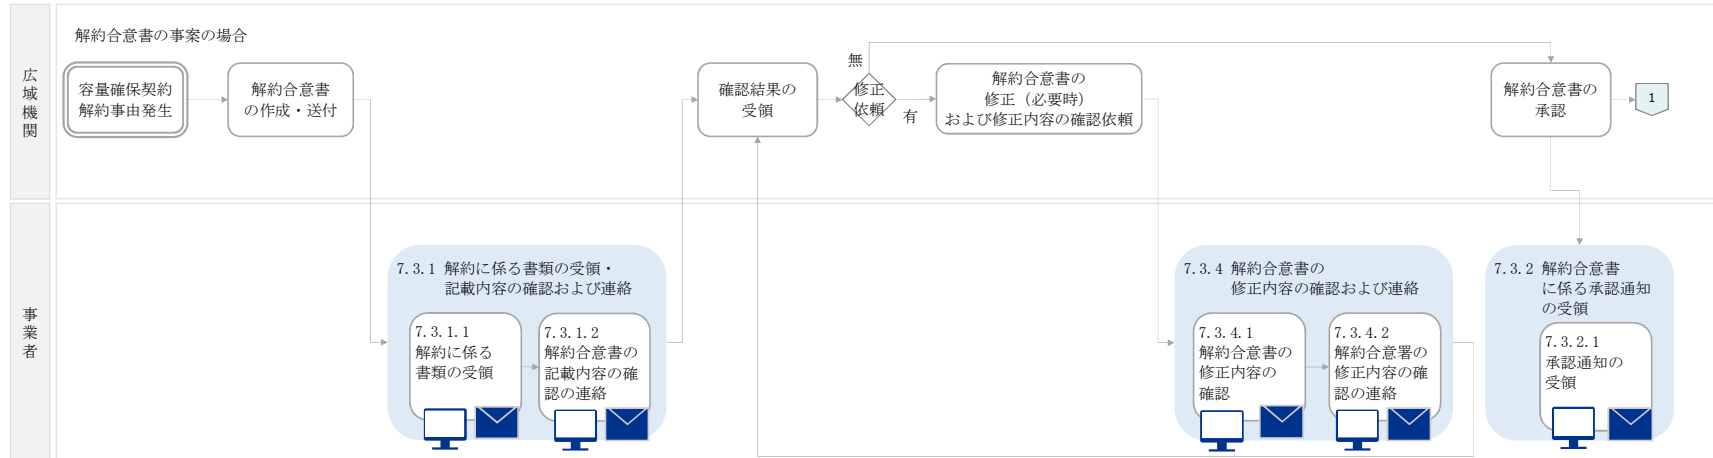 広域機関
解約合意書の事案の場合
容量確保契約
解約事由発生
解約合意書
の作成・送付
確認結果の
受領
修正
依頼
無
有
解約合意書の
修正（必要時）
および修正内容の確認依頼
解約合意書の
承認
1
事業者
7.3.1 解約に係る書類の受領・
記載内容の確認および連絡
7.3.1.1
解約に係る
書類の受領
7.3.1.2
解約合意書の
記載内容の確
認の連絡
7.3.4 解約合意書の
修正内容の確認および連絡
7.3.4.1
解約合意書の
修正内容の
確認
7.3.4.2
解約合意署の
修正内容の確
認の連絡
7.3.2 解約合意書
に係る承認通知
の受領
7.3.2.1
承認通知の
受領